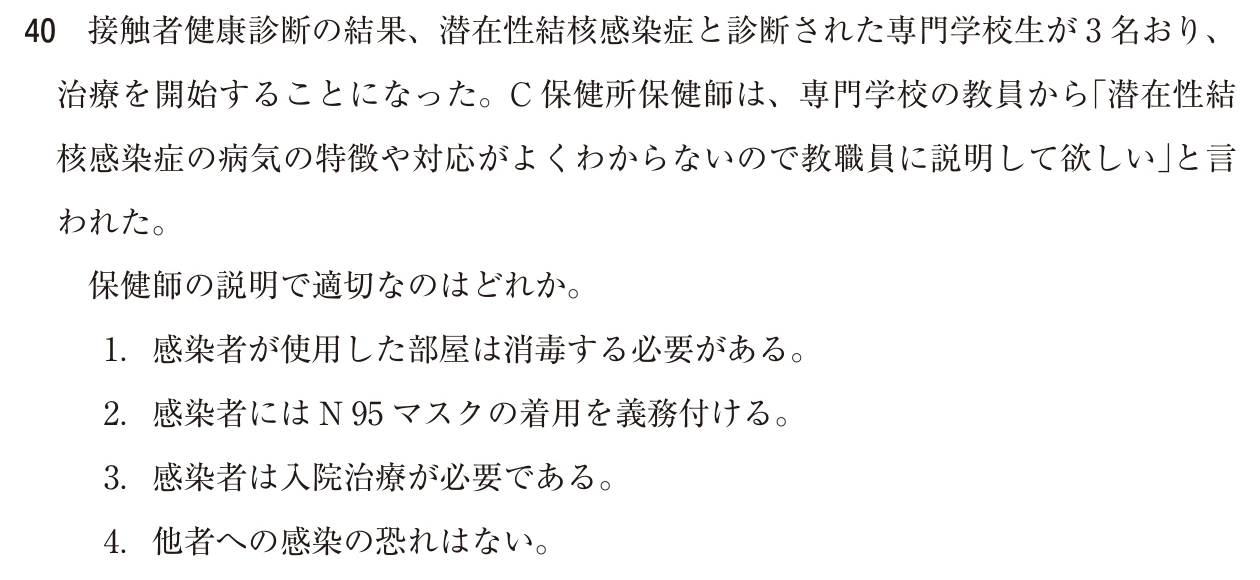 40 接触者健康診断の結果、潜在性結核感染症と診断された専門学校生が3名おり、
治療を開始することになった。C保健所保健師は、専門学校の教員から「潜在性結
核感染症の病気の特徴や対応がよくわからないので教職員に説明して欲しい」と言
われた。
保健師の説明で適切なのはどれか。
1. 感染者が使用した部屋は消毒する必要がある。
2. 感染者にはN 95マスクの着用を義務付ける。
3. 感染者は入院治療が必要である。
4. 他者への感染の恐れはない。